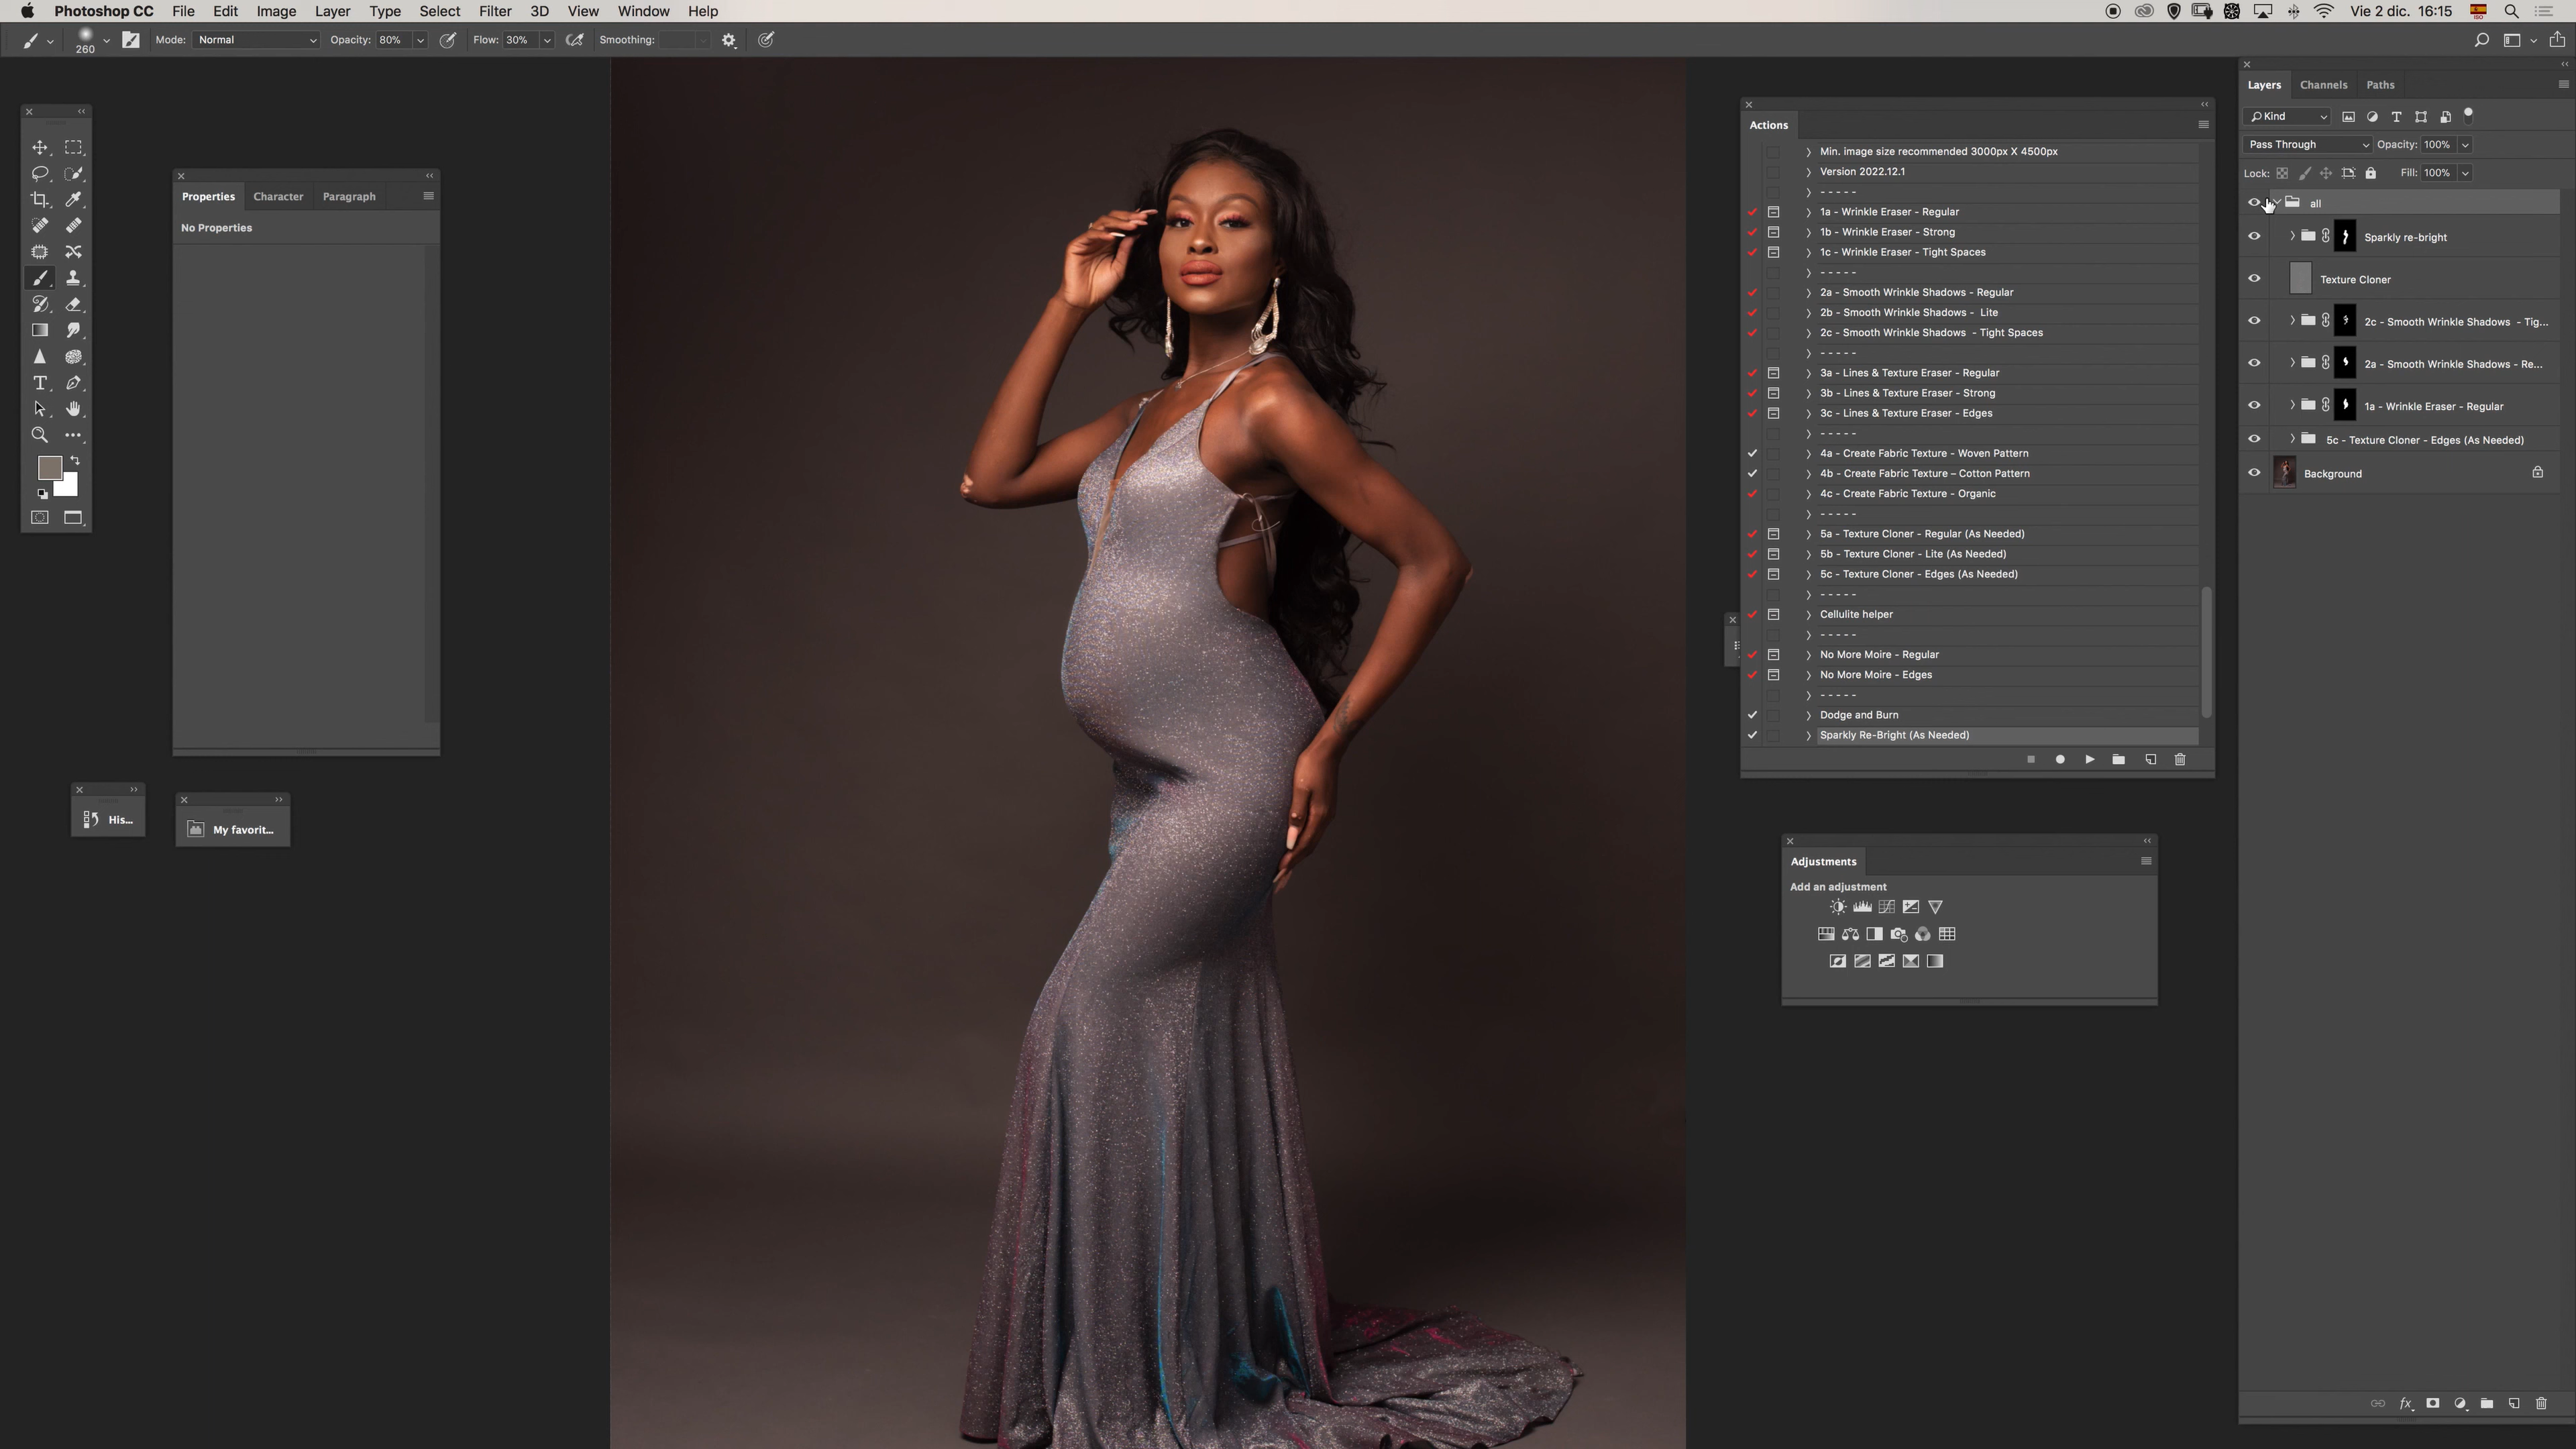 Photoshop CC File Edit Image Layer Type Select Filter 3D View Window Help
Vie 2 dic. 16:15
ISO
260
Mode: Normal Opacity: 80% Flow: 30% Smoothing:
Properties Character Paragraph
No Properties
His...
My favorit...
Actions
Min. image size recommended 3000px X 4500px
Version 2022.12.1
- - - - -
1a - Wrinkle Eraser - Regular
1b - Wrinkle Eraser - Strong
1c - Wrinkle Eraser - Tight Spaces
- - - - -
2a - Smooth Wrinkle Shadows - Regular
2b - Smooth Wrinkle Shadows - Lite
2c - Smooth Wrinkle Shadows - Tight Spaces
- - - - -
3a - Lines & Texture Eraser - Regular
3b - Lines & Texture Eraser - Strong
3c - Lines & Texture Eraser - Edges
- - - - -
4a - Create Fabric Texture - Woven Pattern
4b - Create Fabric Texture – Cotton Pattern
4c - Create Fabric Texture - Organic
- - - - -
5a - Texture Cloner - Regular (As Needed)
5b - Texture Cloner - Lite (As Needed)
5c - Texture Cloner - Edges (As Needed)
- - - - -
Cellulite helper
- - - - -
No More Moire - Regular
No More Moire - Edges
- - - - -
Dodge and Burn
Sparkly Re-Bright (As Needed)
Adjustments
Add an adjustment
Layers Channels Paths
Kind
Pass Through Opacity: 100%
Lock: Fill: 100%
all
Sparkly re-bright
Texture Cloner
2c - Smooth Wrinkle Shadows - Tig...
2a - Smooth Wrinkle Shadows - Re...
1a - Wrinkle Eraser - Regular
5c - Texture Cloner - Edges (As Needed)
Background
fx